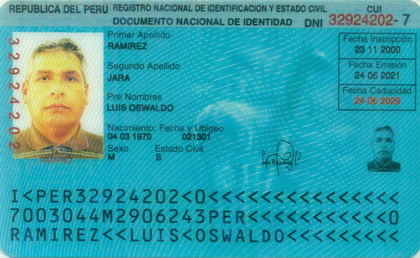 REPUBLICA DEL PERU REGISTRO NACIONAL DE IDENTIFICACION Y ESTADO CIVIL CUI
DOCUMENTO NACIONAL DE IDENTIDAD DNI 32924202 - 7
32924202
Primer Apellido
RAMIREZ
Segundo Apellido
JARA
Pre Nombres
LUIS OSWALDO
Nacimiento: Fecha y Ubigeo
04 03 1970 021301
Sexo Estado Civil
M S
Fecha Inscripción
23 11 2000
Fecha Emisión
24 06 2021
Fecha Caducidad
24 06 2029
I<PER32924202<0<<<<<<<<<<<<<<<
7003044M2906243PER<<<<<<<<<<<0
RAMIREZ<<LUIS<OSWALDO<<<<<<<<<